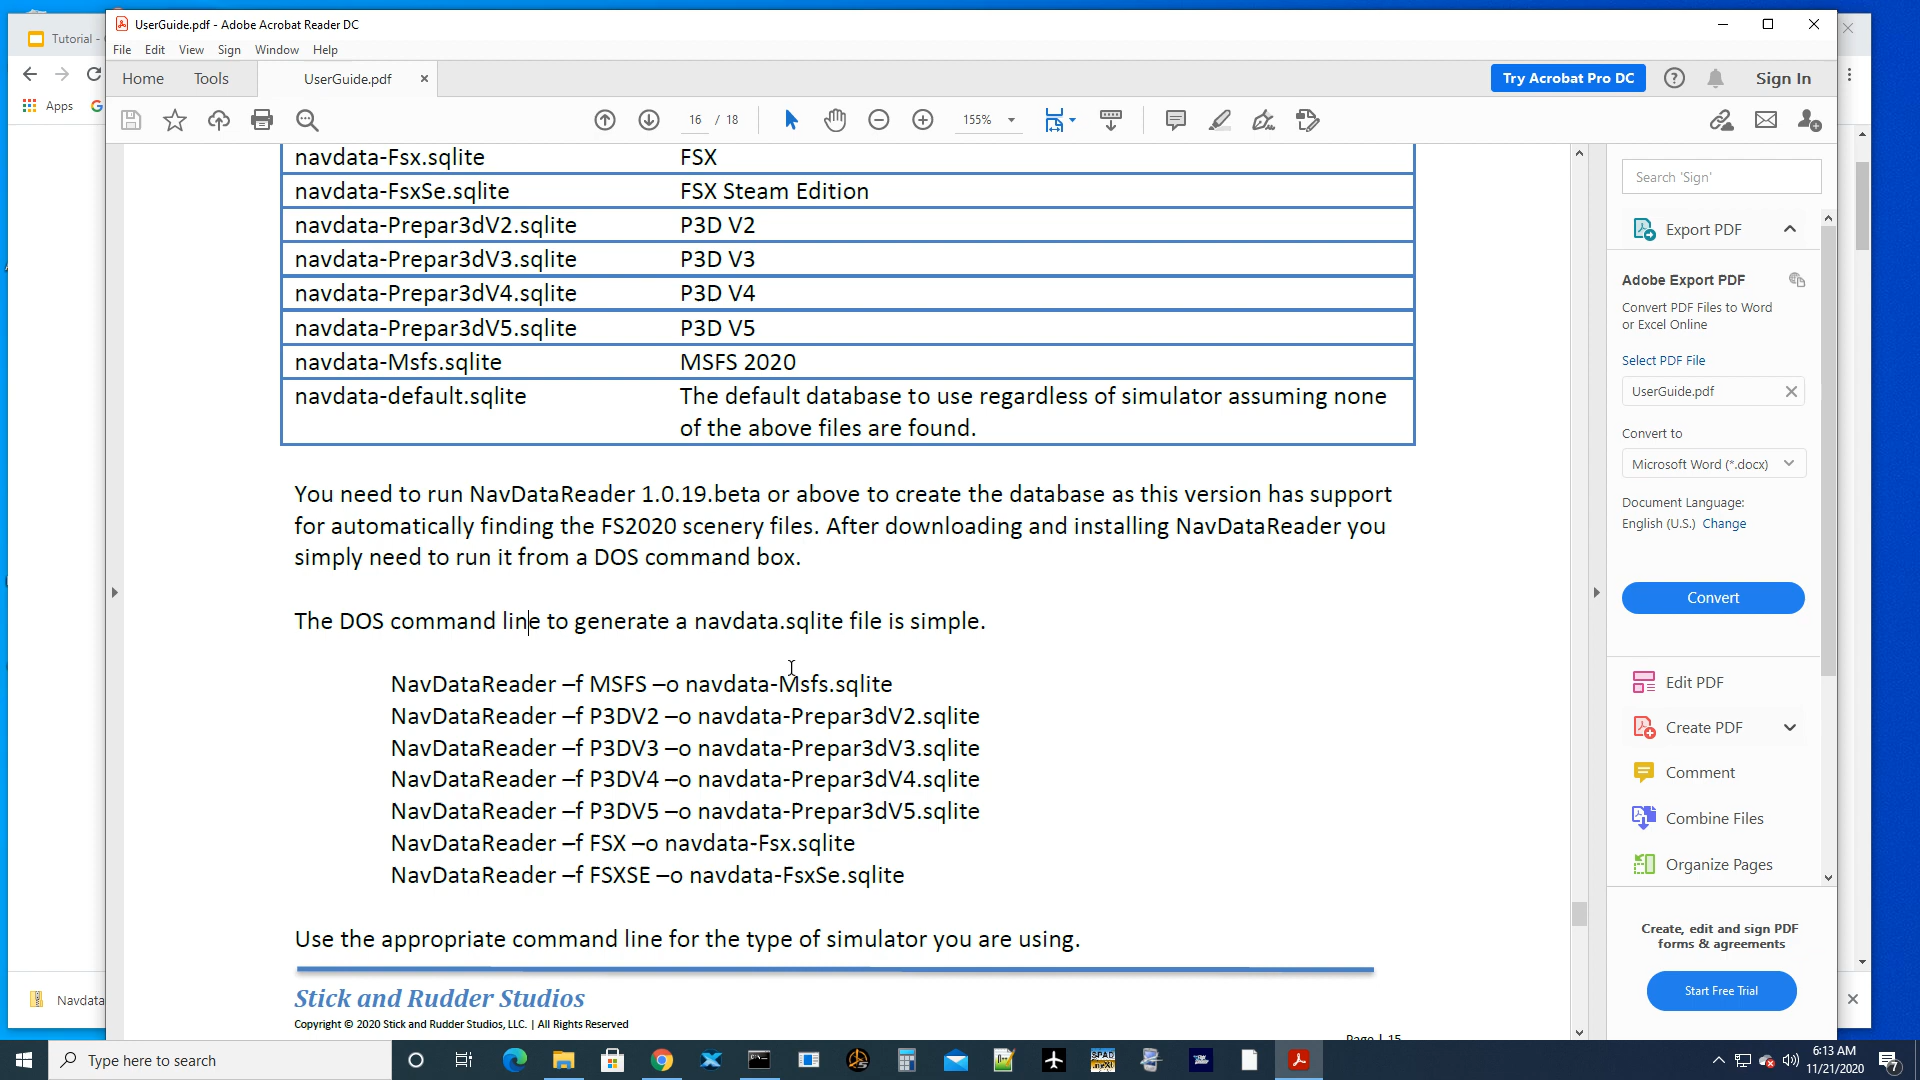 UserGuide.pdf - Adobe Acrobat Reader DC
Tutorial -
File Edit View Sign Window Help
Home Tools UserGuide.pdf
Try Acrobat Pro DC Sign In
Apps
16 / 18 155%
navdata-Fsx.sqlite FSX
navdata-FsxSe.sqlite FSX Steam Edition
navdata-Prepar3dV2.sqlite P3D V2
navdata-Prepar3dV3.sqlite P3D V3
navdata-Prepar3dV4.sqlite P3D V4
navdata-Prepar3dV5.sqlite P3D V5
navdata-Msfs.sqlite MSFS 2020
navdata-default.sqlite The default database to use regardless of simulator assuming none
of the above files are found.
You need to run NavDataReader 1.0.19.beta or above to create the database as this version has support
for automatically finding the FS2020 scenery files. After downloading and installing NavDataReader you
simply need to run it from a DOS command box.
The DOS command line to generate a navdata.sqlite file is simple.
NavDataReader –f MSFS –o navdata-Msfs.sqlite
NavDataReader –f P3DV2 –o navdata-Prepar3dV2.sqlite
NavDataReader –f P3DV3 –o navdata-Prepar3dV3.sqlite
NavDataReader –f P3DV4 –o navdata-Prepar3dV4.sqlite
NavDataReader –f P3DV5 –o navdata-Prepar3dV5.sqlite
NavDataReader –f FSX –o navdata-Fsx.sqlite
NavDataReader –f FSXSE –o navdata-FsxSe.sqlite
Use the appropriate command line for the type of simulator you are using.
Stick and Rudder Studios
Copyright © 2020 Stick and Rudder Studios, LLC. | All Rights Reserved
Page | 15
Search 'Sign'
Export PDF
Adobe Export PDF
Convert PDF Files to Word
or Excel Online
Select PDF File
UserGuide.pdf
Convert to
Microsoft Word (*.docx)
Document Language:
English (U.S.) Change
Convert
Edit PDF
Create PDF
Comment
Combine Files
Organize Pages
Create, edit and sign PDF
forms & agreements
Start Free Trial
Navdata
Type here to search
6:13 AM
11/21/2020
7